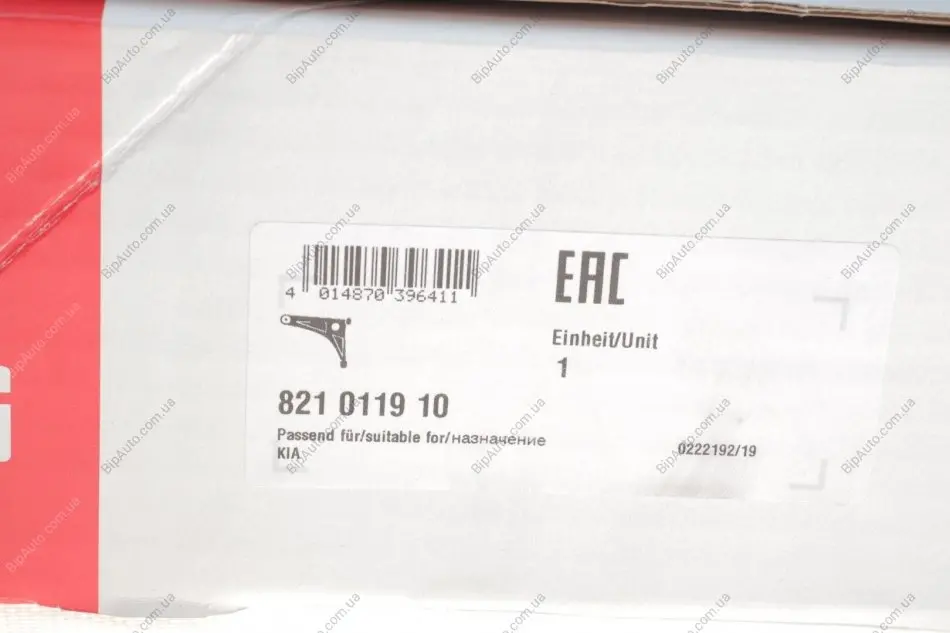 4 014870 396411
EAC
Einheit/Unit
1
821 0119 10
Passend für/suitable for/назначение
KIA
0222192/19
BipAuto.com.ua